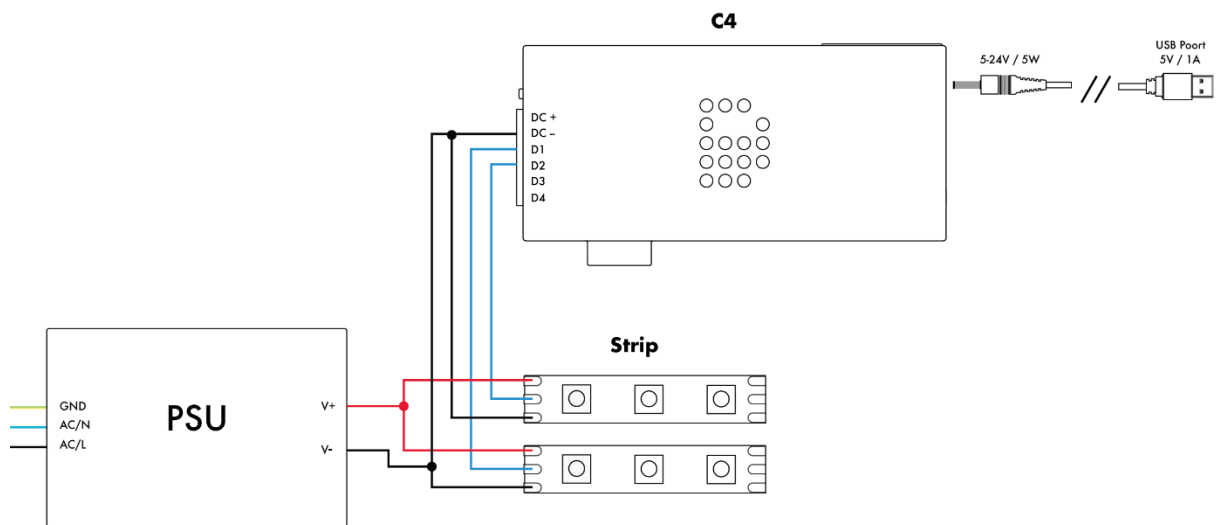 C4
5-24V / 5W
USB Poort
5V / 1A
DC +
DC --
D1
D2
D3
D4
Strip
PSU
GND
AC/N
AC/L
V+
V-